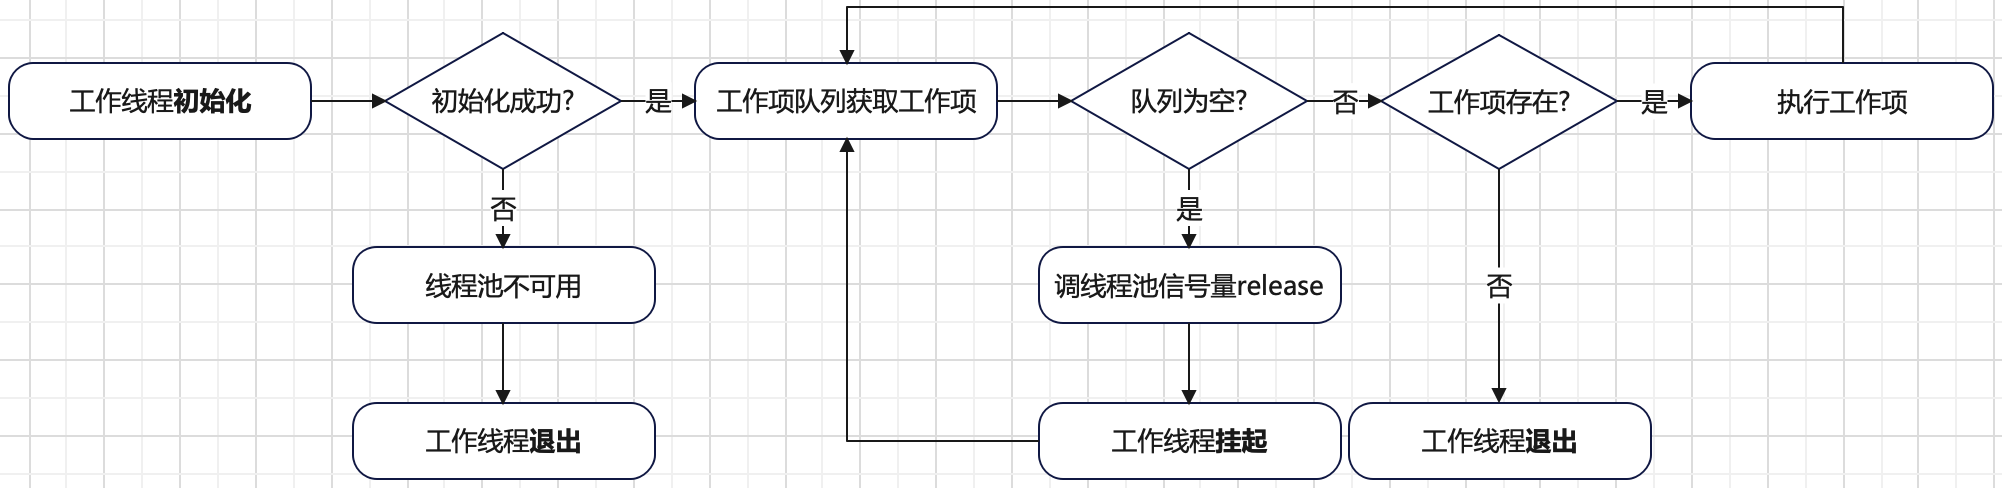 工作线程初始化
初始化成功?
是
工作项队列获取工作项
队列为空?
否
工作项存在?
是
执行工作项
否
是
线程池不可用
调线程池信号量release
否
工作线程退出
工作线程挂起
工作线程退出